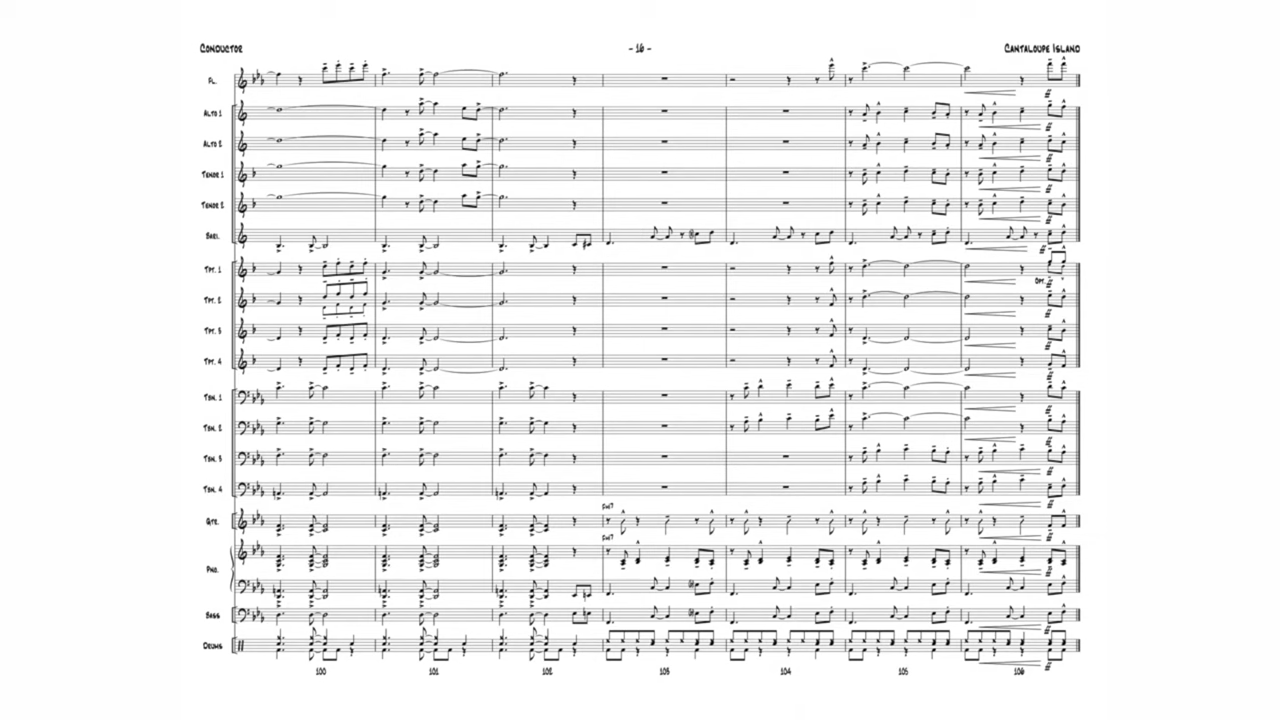 Conductor
- 16 -
Cantaloupe Island
Fl.
Alto 1
Alto 2
Tenor 1
Tenor 2
Bari.
Tpt. 1
Opt.
Tpt. 2
Tpt. 3
Tpt. 4
Tbn. 1
Tbn. 2
Tbn. 3
Tbn. 4
Gtr.
Pno.
Bass
Drums
100 101 102 103 104 105 106